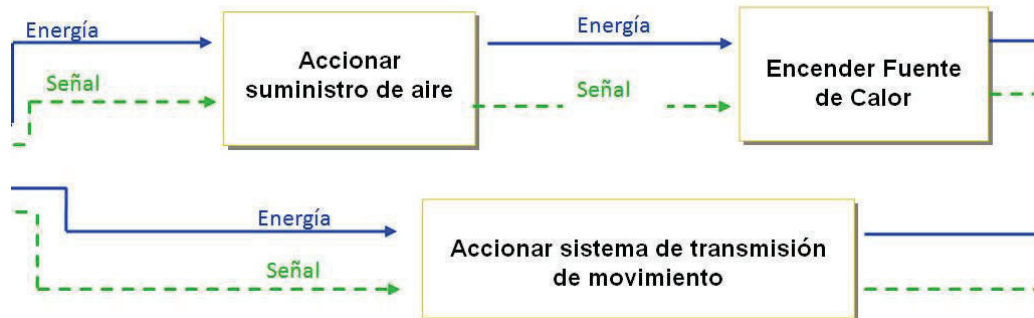 Energía
Señal
Accionar
suministro de aire
Energía
Señal
Encender Fuente
de Calor
Energía
Señal
Accionar sistema de transmisión
de movimiento